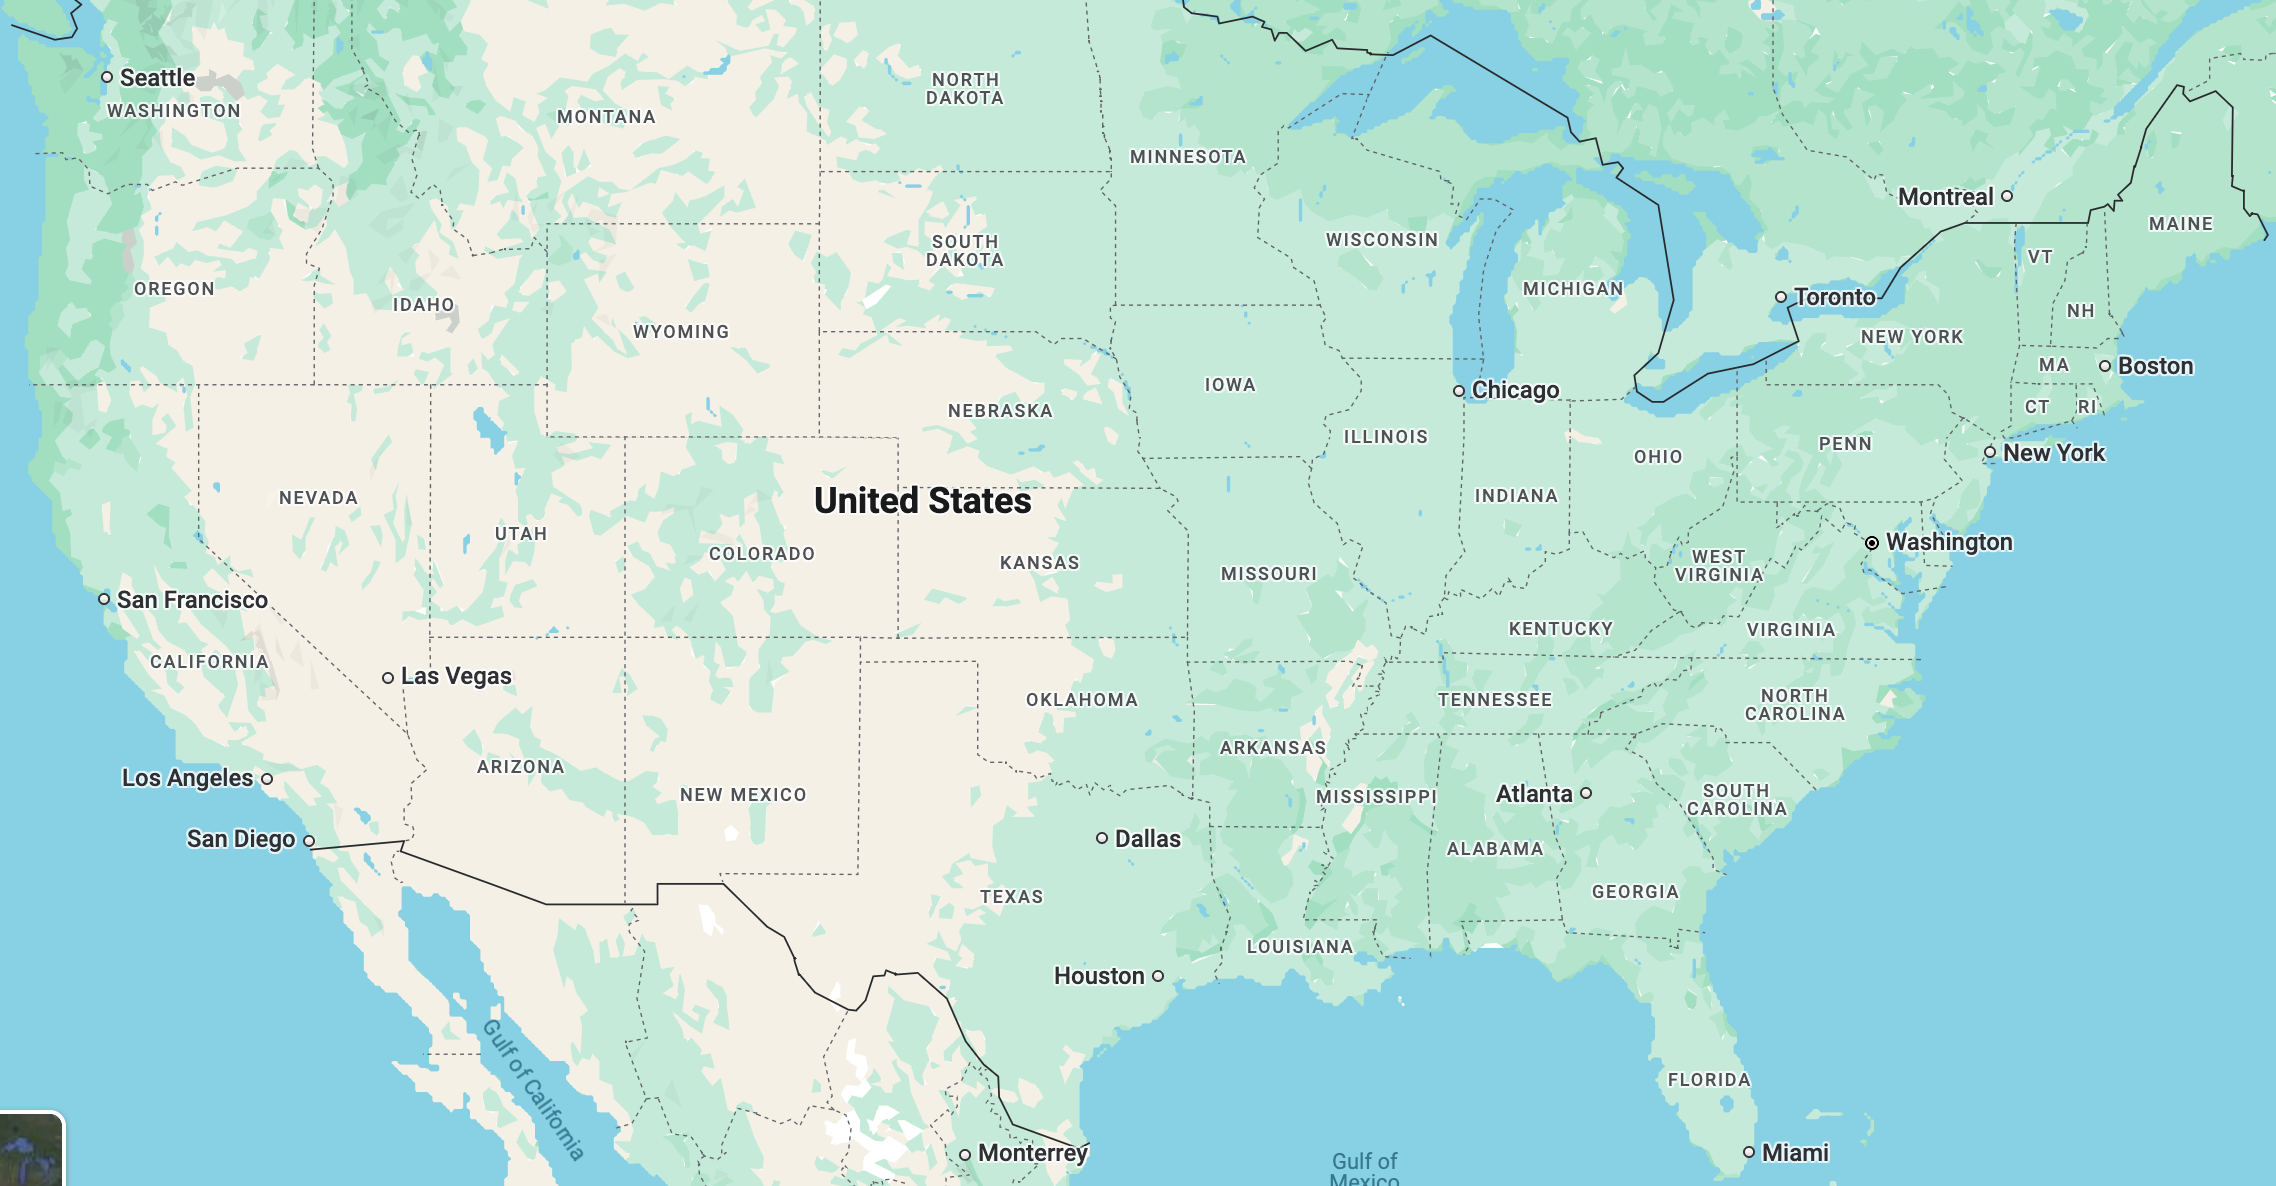 Seattle
WASHINGTON
MONTANA
NORTH
DAKOTA
MINNESOTA
Montreal
MAINE
OREGON
IDAHO
WYOMING
SOUTH
DAKOTA
WISCONSIN
MICHIGAN
Toronto
VT
NH
NEW YORK
MA
Boston
CT
RI
NEBRASKA
IOWA
Chicago
ILLINOIS
INDIANA
OHIO
PENN
New York
NEVADA
UTAH
COLORADO
United States
KANSAS
MISSOURI
WEST
VIRGINIA
Washington
San Francisco
CALIFORNIA
Las Vegas
KENTUCKY
VIRGINIA
OKLAHOMA
TENNESSEE
NORTH
CAROLINA
Los Angeles
ARIZONA
NEW MEXICO
ARKANSAS
MISSISSIPPI
Atlanta
SOUTH
CAROLINA
San Diego
Dallas
ALABAMA
TEXAS
GEORGIA
LOUISIANA
Houston
Gulf of California
FLORIDA
Monterrey
Gulf of
Mexico
Miami